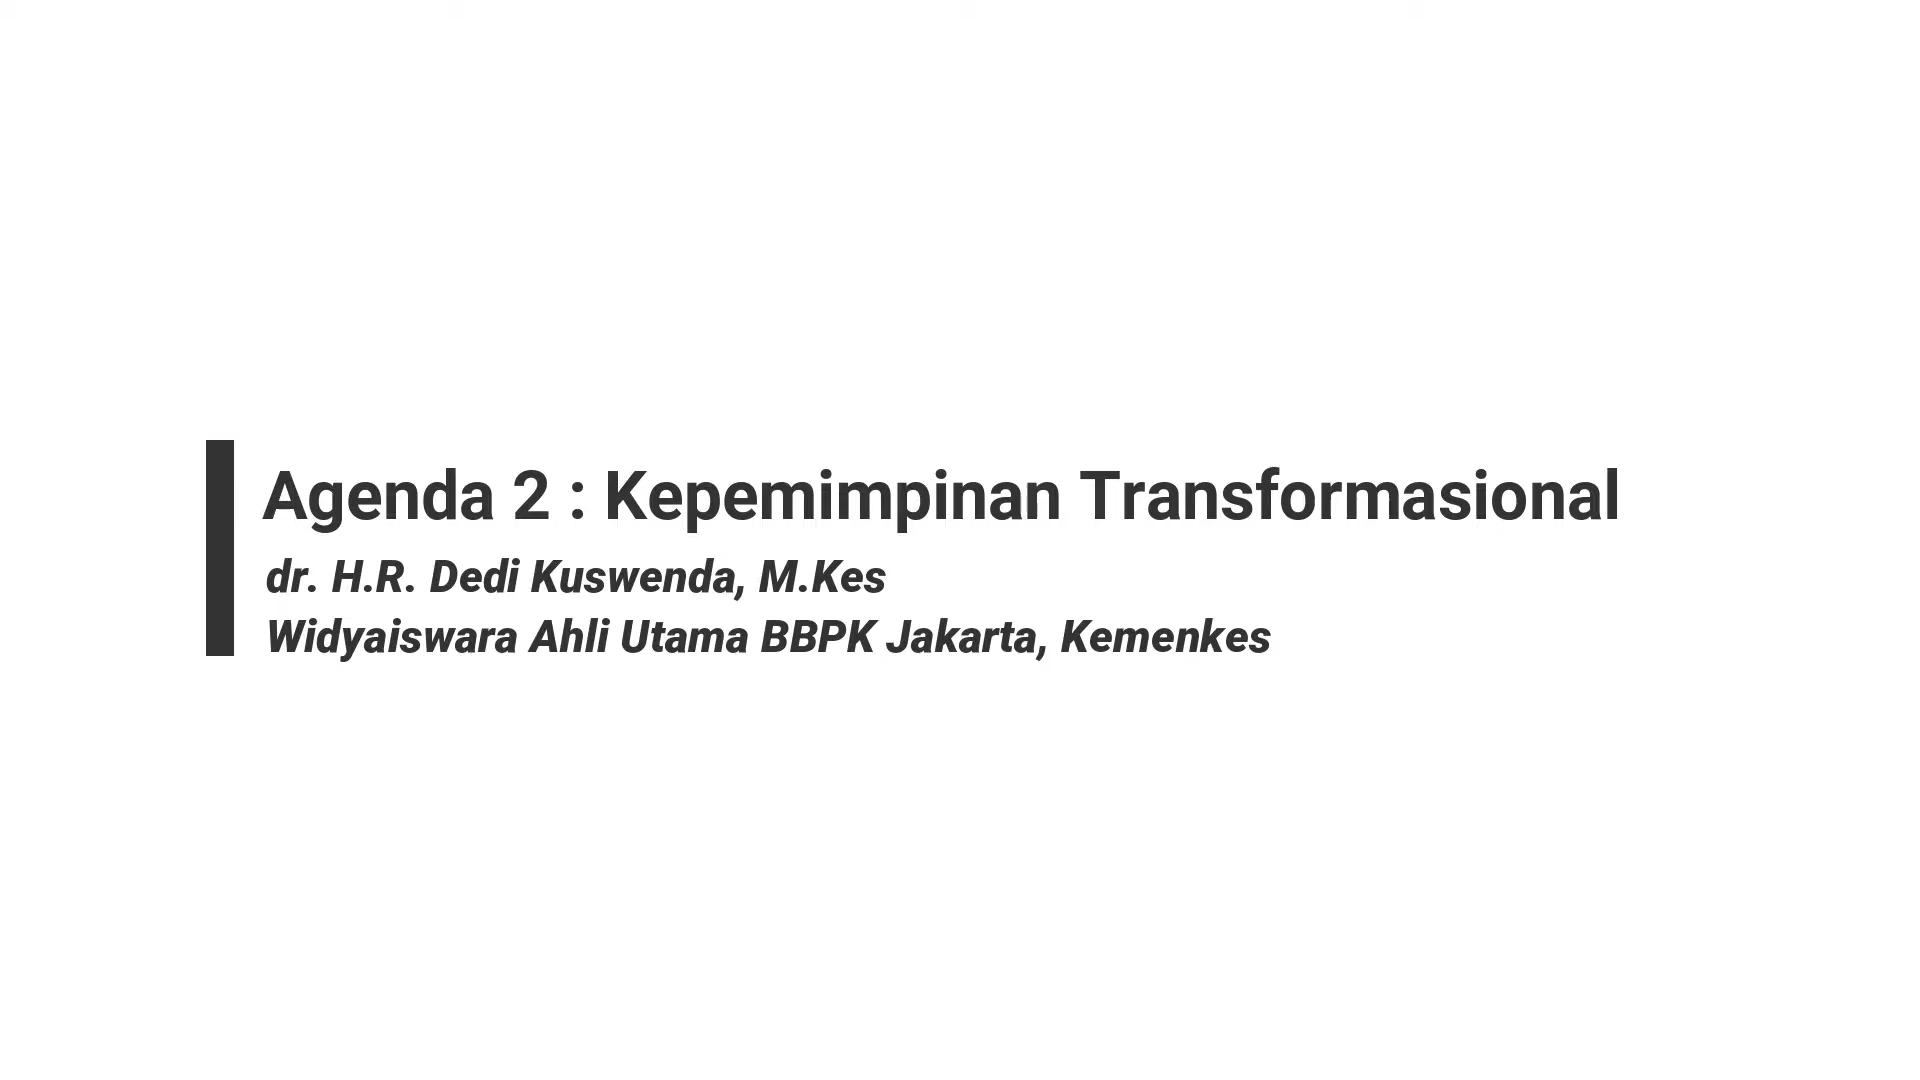 Agenda 2 : Kepemimpinan Transformasional
dr. H.R. Dedi Kuswenda, M.Kes
Widyaiswara Ahli Utama BBPK Jakarta, Kemenkes